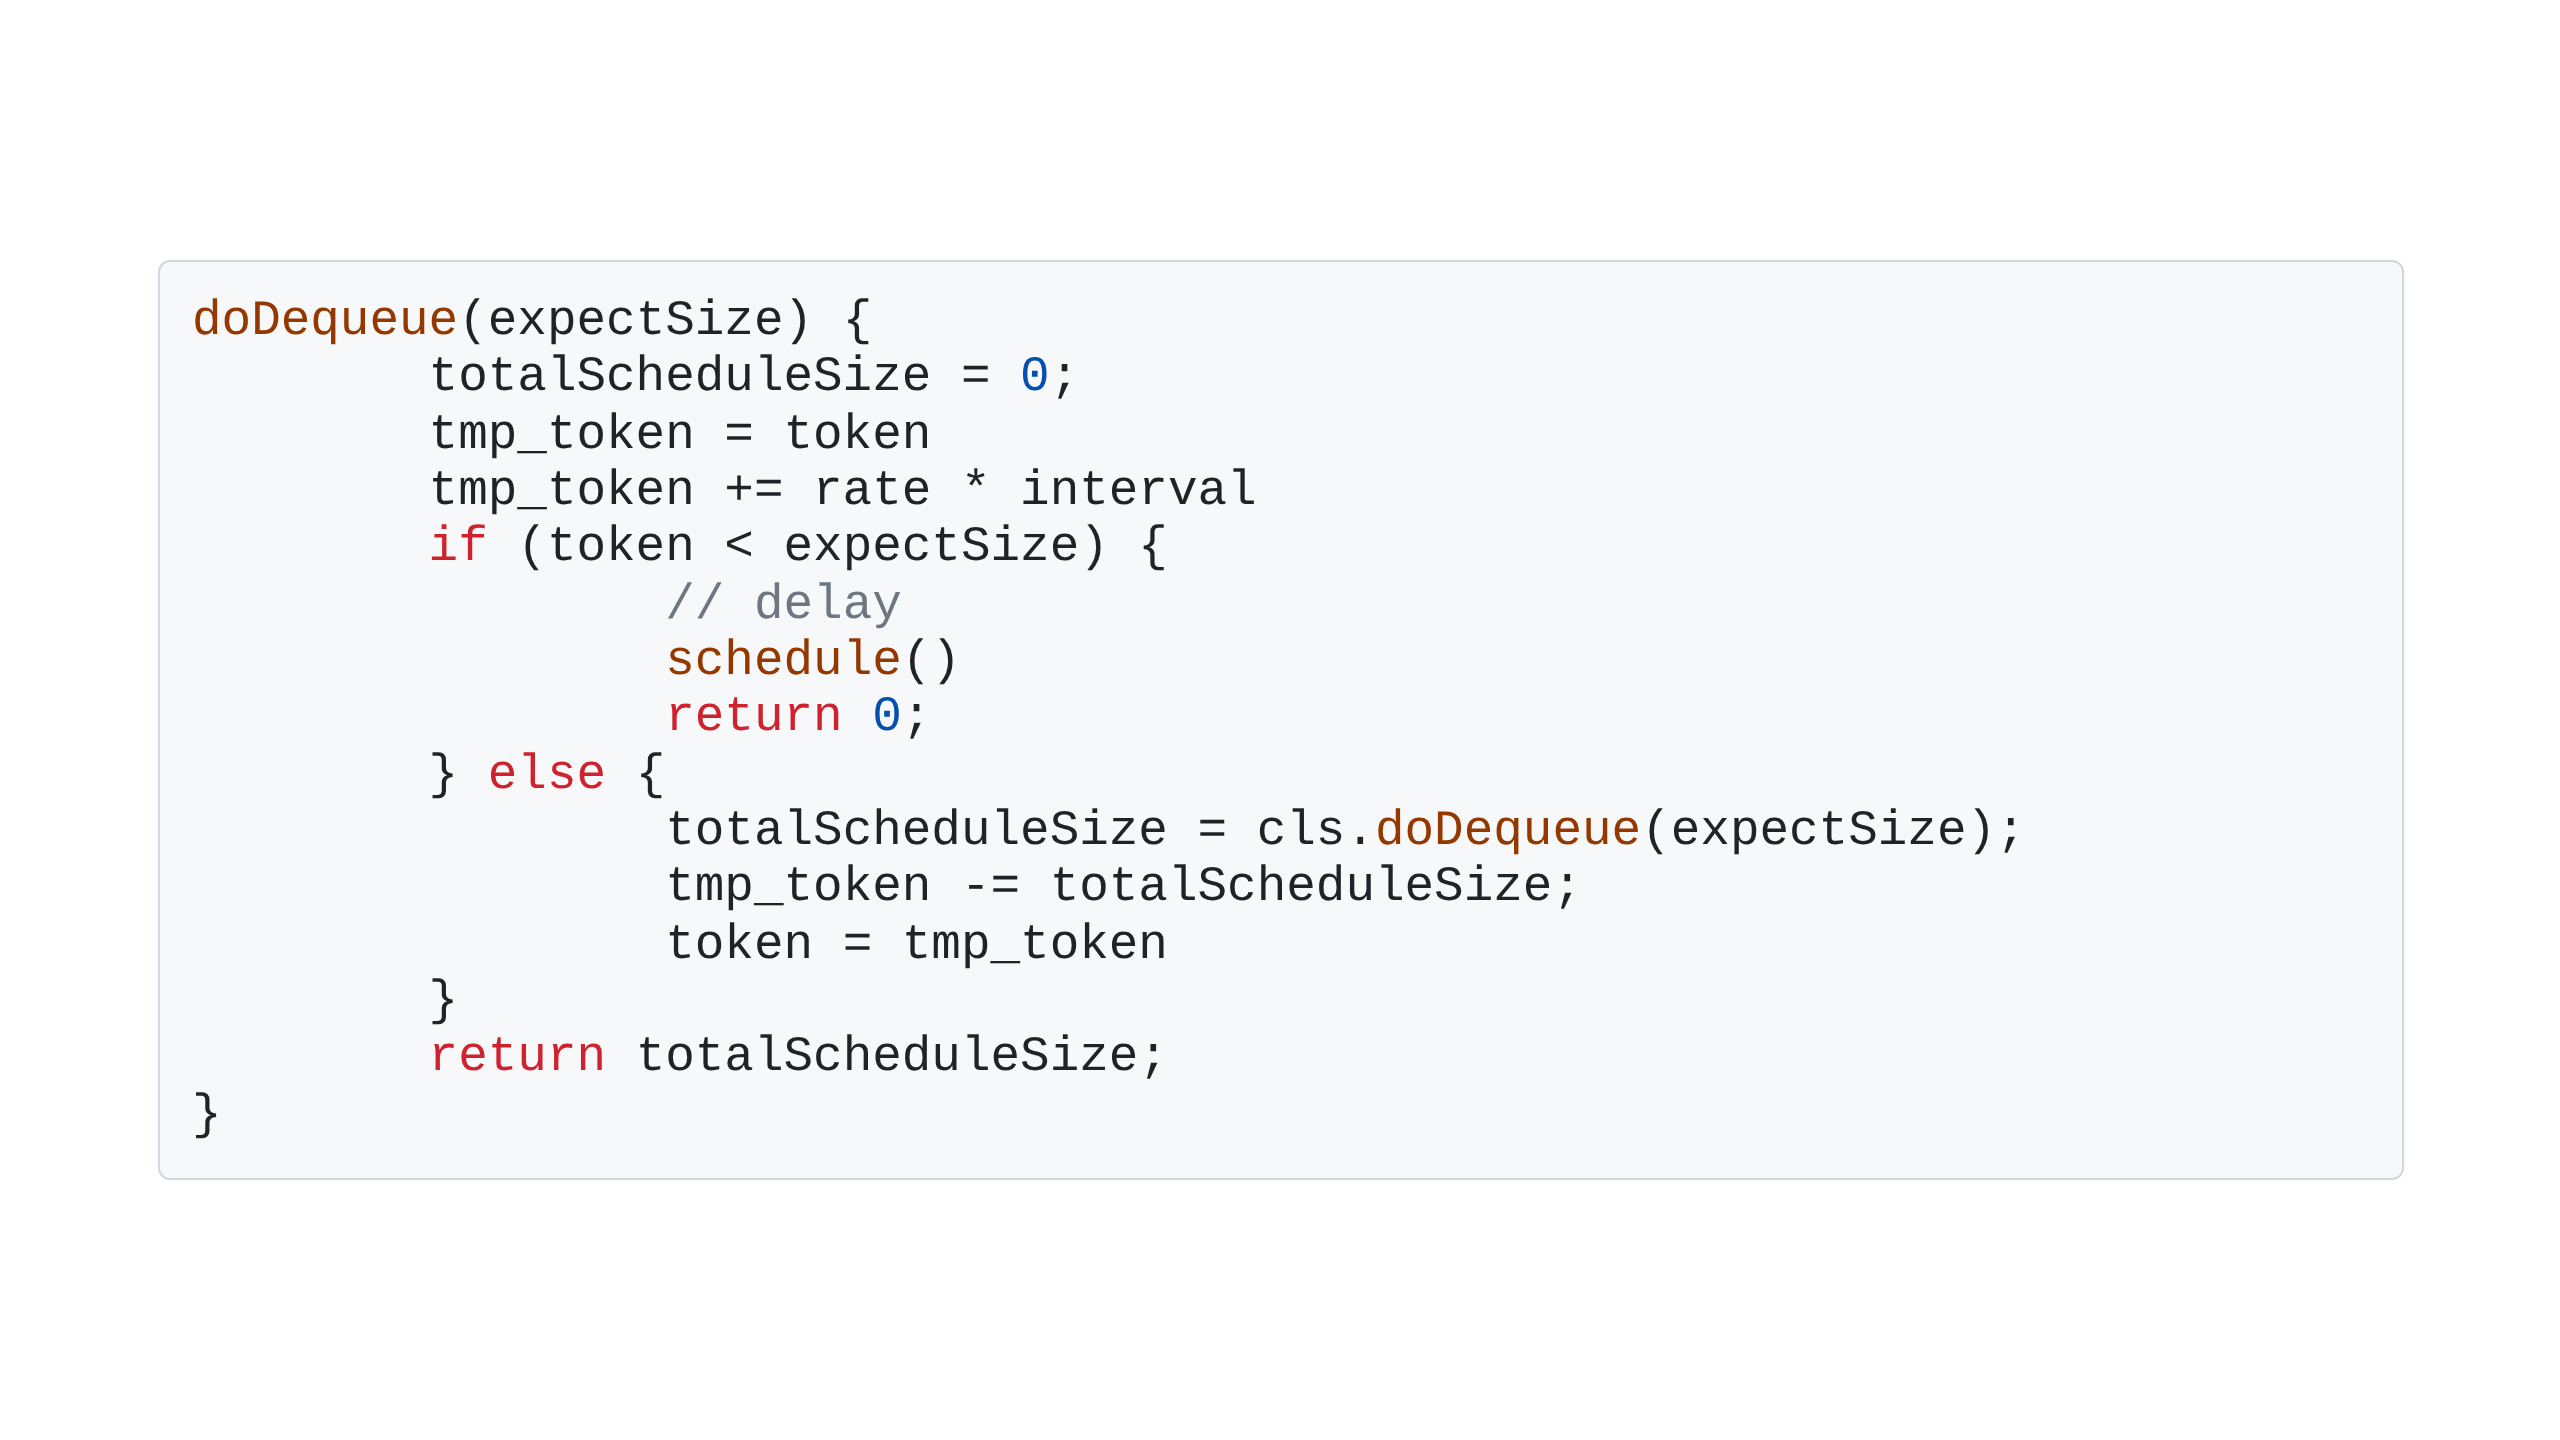 doDequeue(expectSize) {
        totalScheduleSize = 0;
        tmp_token = token
        tmp_token += rate * interval
        if (token < expectSize) {
                // delay
                schedule()
                return 0;
        } else {
                totalScheduleSize = cls.doDequeue(expectSize);
                tmp_token -= totalScheduleSize;
                token = tmp_token
        }
        return totalScheduleSize;
}